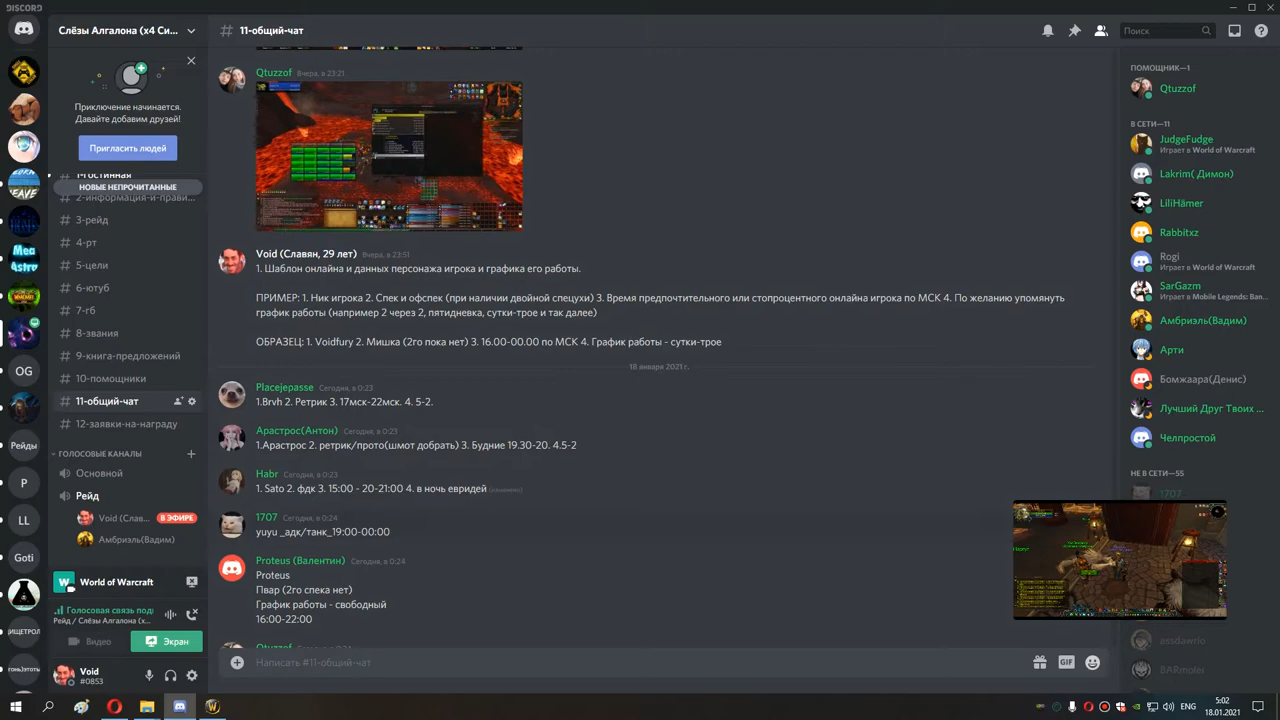 DISCORD
Слёзы Алгалона (x4 Си...
11-общий-чат
Поиск
Приключение начинается.
Давайте добавим друзей!
Пригласить людей
1-Гостинная
НОВЫЕ НЕПРОЧИТАННЫЕ
2-информация-и-прави...
3-рейд
4-рт
5-цели
6-ютуб
7-гб
8-звания
9-книга-предложений
10-помощники
11-общий-чат
12-заявки-на-награду
ГОЛОСОВЫЕ КАНАЛЫ
Основной
Рейд
Void (Слав...
В ЭФИРЕ
Амбриэль(Вадим)
World of Warcraft
Голосовая связь подк
Рейд / Слёзы Алгалона (x...
Видео
Экран
Void
#0853
Mea
Astro
OG
Рейды
P
LL
Goti
Qtuzzof Вчера, в 23:21
Void (Славян, 29 лет) Вчера, в 23:51
1. Шаблон онлайна и данных персонажа игрока и графика его работы.
ПРИМЕР: 1. Ник игрока 2. Спек и офспек (при наличии двойной спецухи) 3. Время предпочтительного или стопроцентного онлайна игрока по МСК 4. По желанию упомянуть
график работы (например 2 через 2, пятидневка, сутки-трое и так далее)
ОБРАЗЕЦ: 1. Voidfury 2. Мишка (2го пока нет) 3. 16.00-00.00 по МСК 4. График работы - сутки-трое
18 января 2021 г.
Placejepasse Сегодня, в 0:23
1.Brvh 2. Ретрик 3. 17мск-22мск. 4. 5-2.
Арастрос(Антон) Сегодня, в 0:23
1.Арастрос 2. ретрик/прото(шмот добрать) 3. Будние 19.30-20. 4.5-2
Habr Сегодня, в 0:23
1. Sato 2. фдк 3. 15:00 - 20-21:00 4. в ночь евридей (изменено)
1707 Сегодня, в 0:24
yuyu _адк/танк_19:00-00:00
Proteus (Валентин) Сегодня, в 0:24
Proteus
Пвар (2го спека нет)
График работы - свободный
16:00-22:00
Qtuzzof Сегодня, в 0:24
Написать #11-общий-чат
GIF
ПОМОЩНИК—1
Qtuzzof
В СЕТИ—11
JudgeFudge
Играет в World of Warcraft
Lakrim( Димон)
LiliHämer
Rabbitxz
Rogi
Играет в World of Warcraft
SarGazm
Играет в Mobile Legends: Ban...
Амбриэль(Вадим)
Арти
Бомжаара(Денис)
Лучший Друг Твоих ...
Челпростой
НЕ В СЕТИ—55
1707
assdawrio
BARmoler
ENG
5:02
18.01.2021